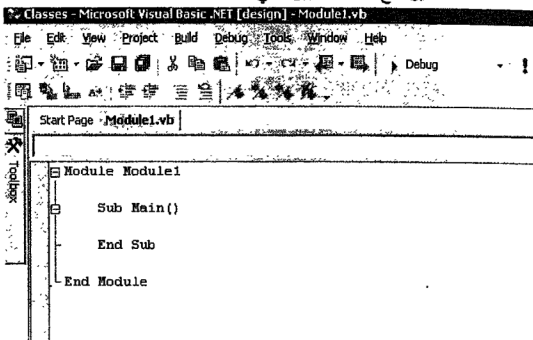 Classes - Microsoft Visual Basic .NET [design] - Module1.vb
File Edit View Project Build Debug Tools Window Help
Debug
Start Page Module1.vb
Toolbox
Module Module1
Sub Main()
End Sub
End Module